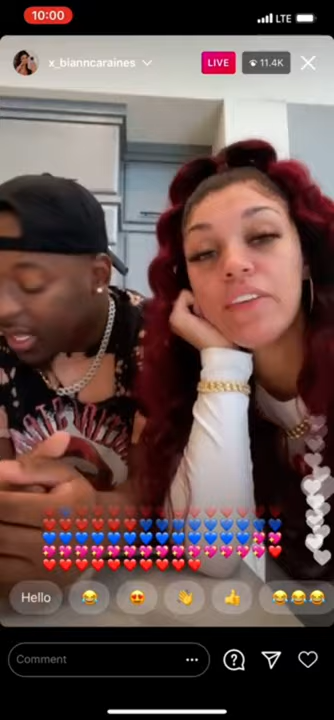 10:00
LTE
x_bianncaraines
LIVE
11.4K
Hello
Comment